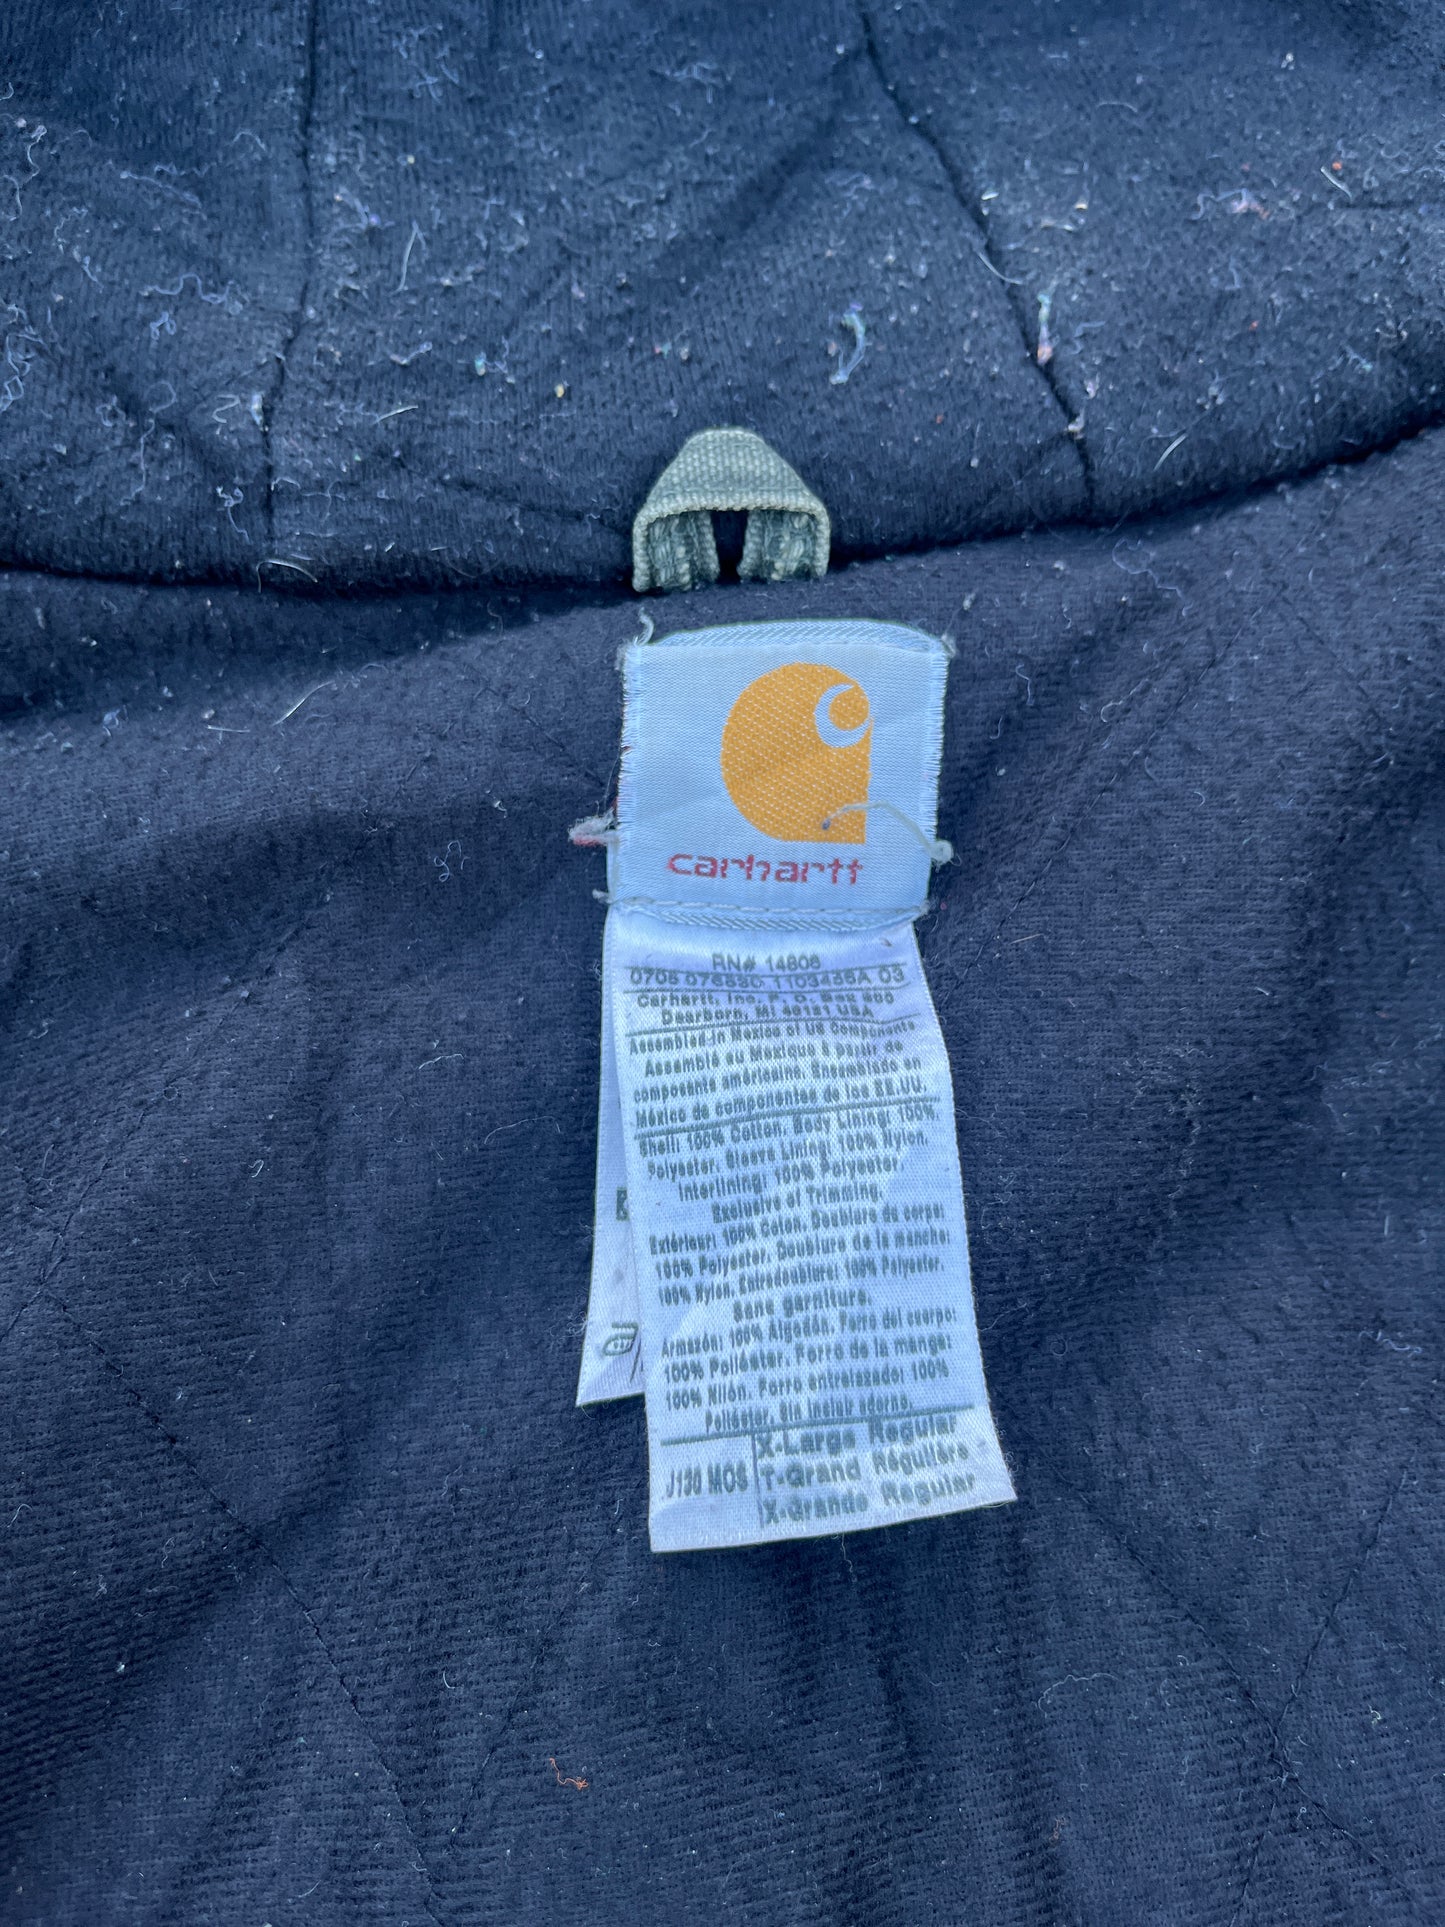 carhartt
RN# 14806
Carhartt, Inc. P. O. Box 600
Dearborn, MI 48121 USA
Assembled in Mexico of US Components
Assemblé au Mexique à partir de
composants américains. Ensamblado en
México de componentes de los EE.UU.
Shell: 100% Cotton. Body Lining: 100%
Polyester. Sleeve Lining: 100% Nylon.
Interlining: 100% Polyester.
Exclusive of Trimming.
Extérieur: 100% Coton. Doublure du corps:
100% Polyester. Doublure de la manche:
100% Nylon. Entredoublure: 100% Polyester.
Sans garniture.
Armazón: 100% Algodón. Forro del cuerpo:
100% Poliéster. Forro de la manga:
100% Nilón. Forro entrelazado: 100%
Poliéster. Sin incluir adorno.
J130 MOS
X-Large Regular
T-Grand Régulière
X-Grande Regular